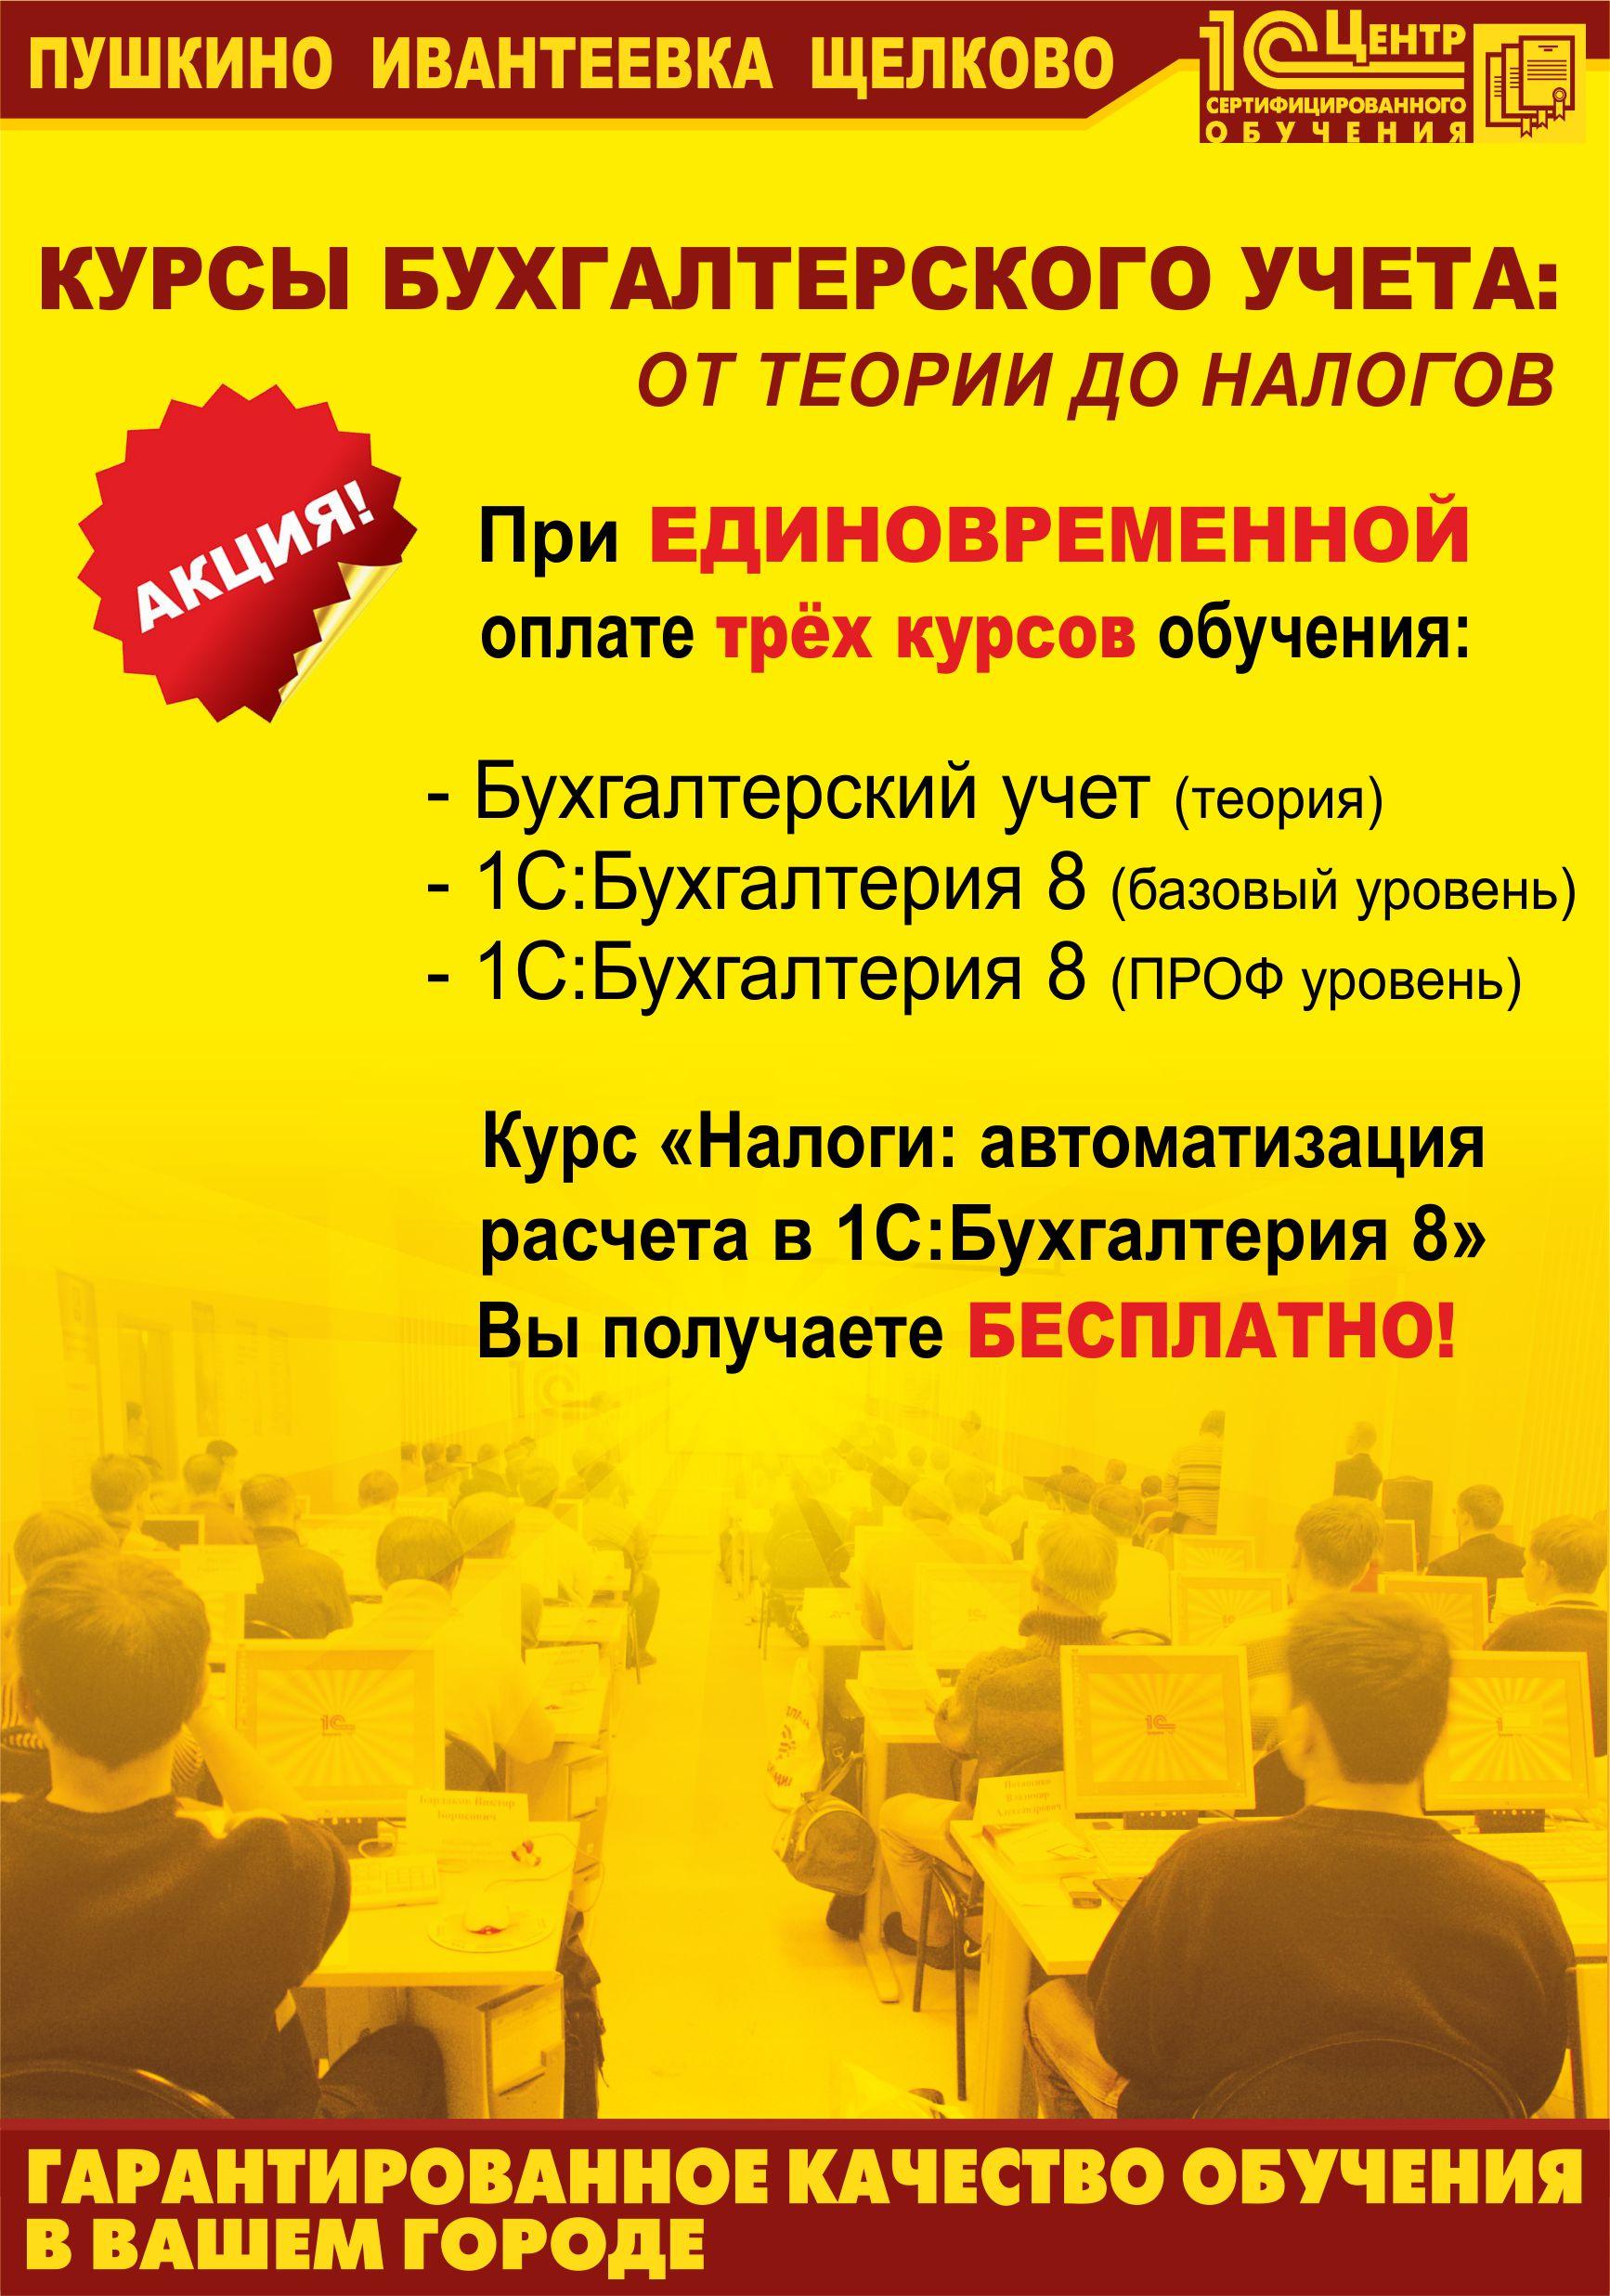 ПУШКИНО ИВАНТЕЕВКА ЩЕЛКОВО
1С ЦЕНТР
СЕРТИФИЦИРОВАННОГО
ОБУЧЕНИЯ
КУРСЫ БУХГАЛТЕРСКОГО УЧЕТА:
ОТ ТЕОРИИ ДО НАЛОГОВ
АКЦИЯ!
При ЕДИНОВРЕМЕННОЙ
оплате трёх курсов обучения:
- Бухгалтерский учет (теория)
- 1С:Бухгалтерия 8 (базовый уровень)
- 1С:Бухгалтерия 8 (ПРОФ уровень)
Курс «Налоги: автоматизация
расчета в 1С:Бухгалтерия 8»
Вы получаете БЕСПЛАТНО!
1С
1С
ГАРАНТИРОВАННОЕ КАЧЕСТВО ОБУЧЕНИЯ
В ВАШЕМ ГОРОДЕ